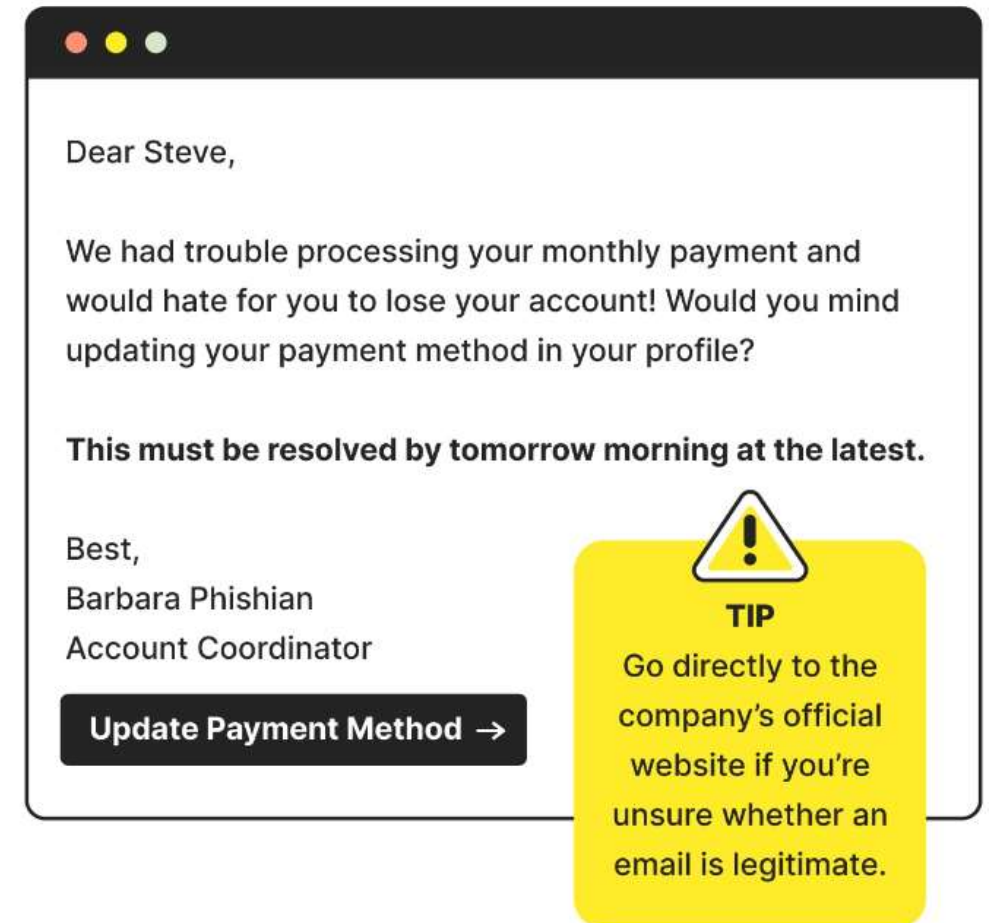 Dear Steve,
We had trouble processing your monthly payment and
would hate for you to lose your account! Would you mind
updating your payment method in your profile?
This must be resolved by tomorrow morning at the latest.
Best,
Barbara Phishian
Account Coordinator
Update Payment Method →
TIP
Go directly to the
company’s official
website if you’re
unsure whether an
email is legitimate.